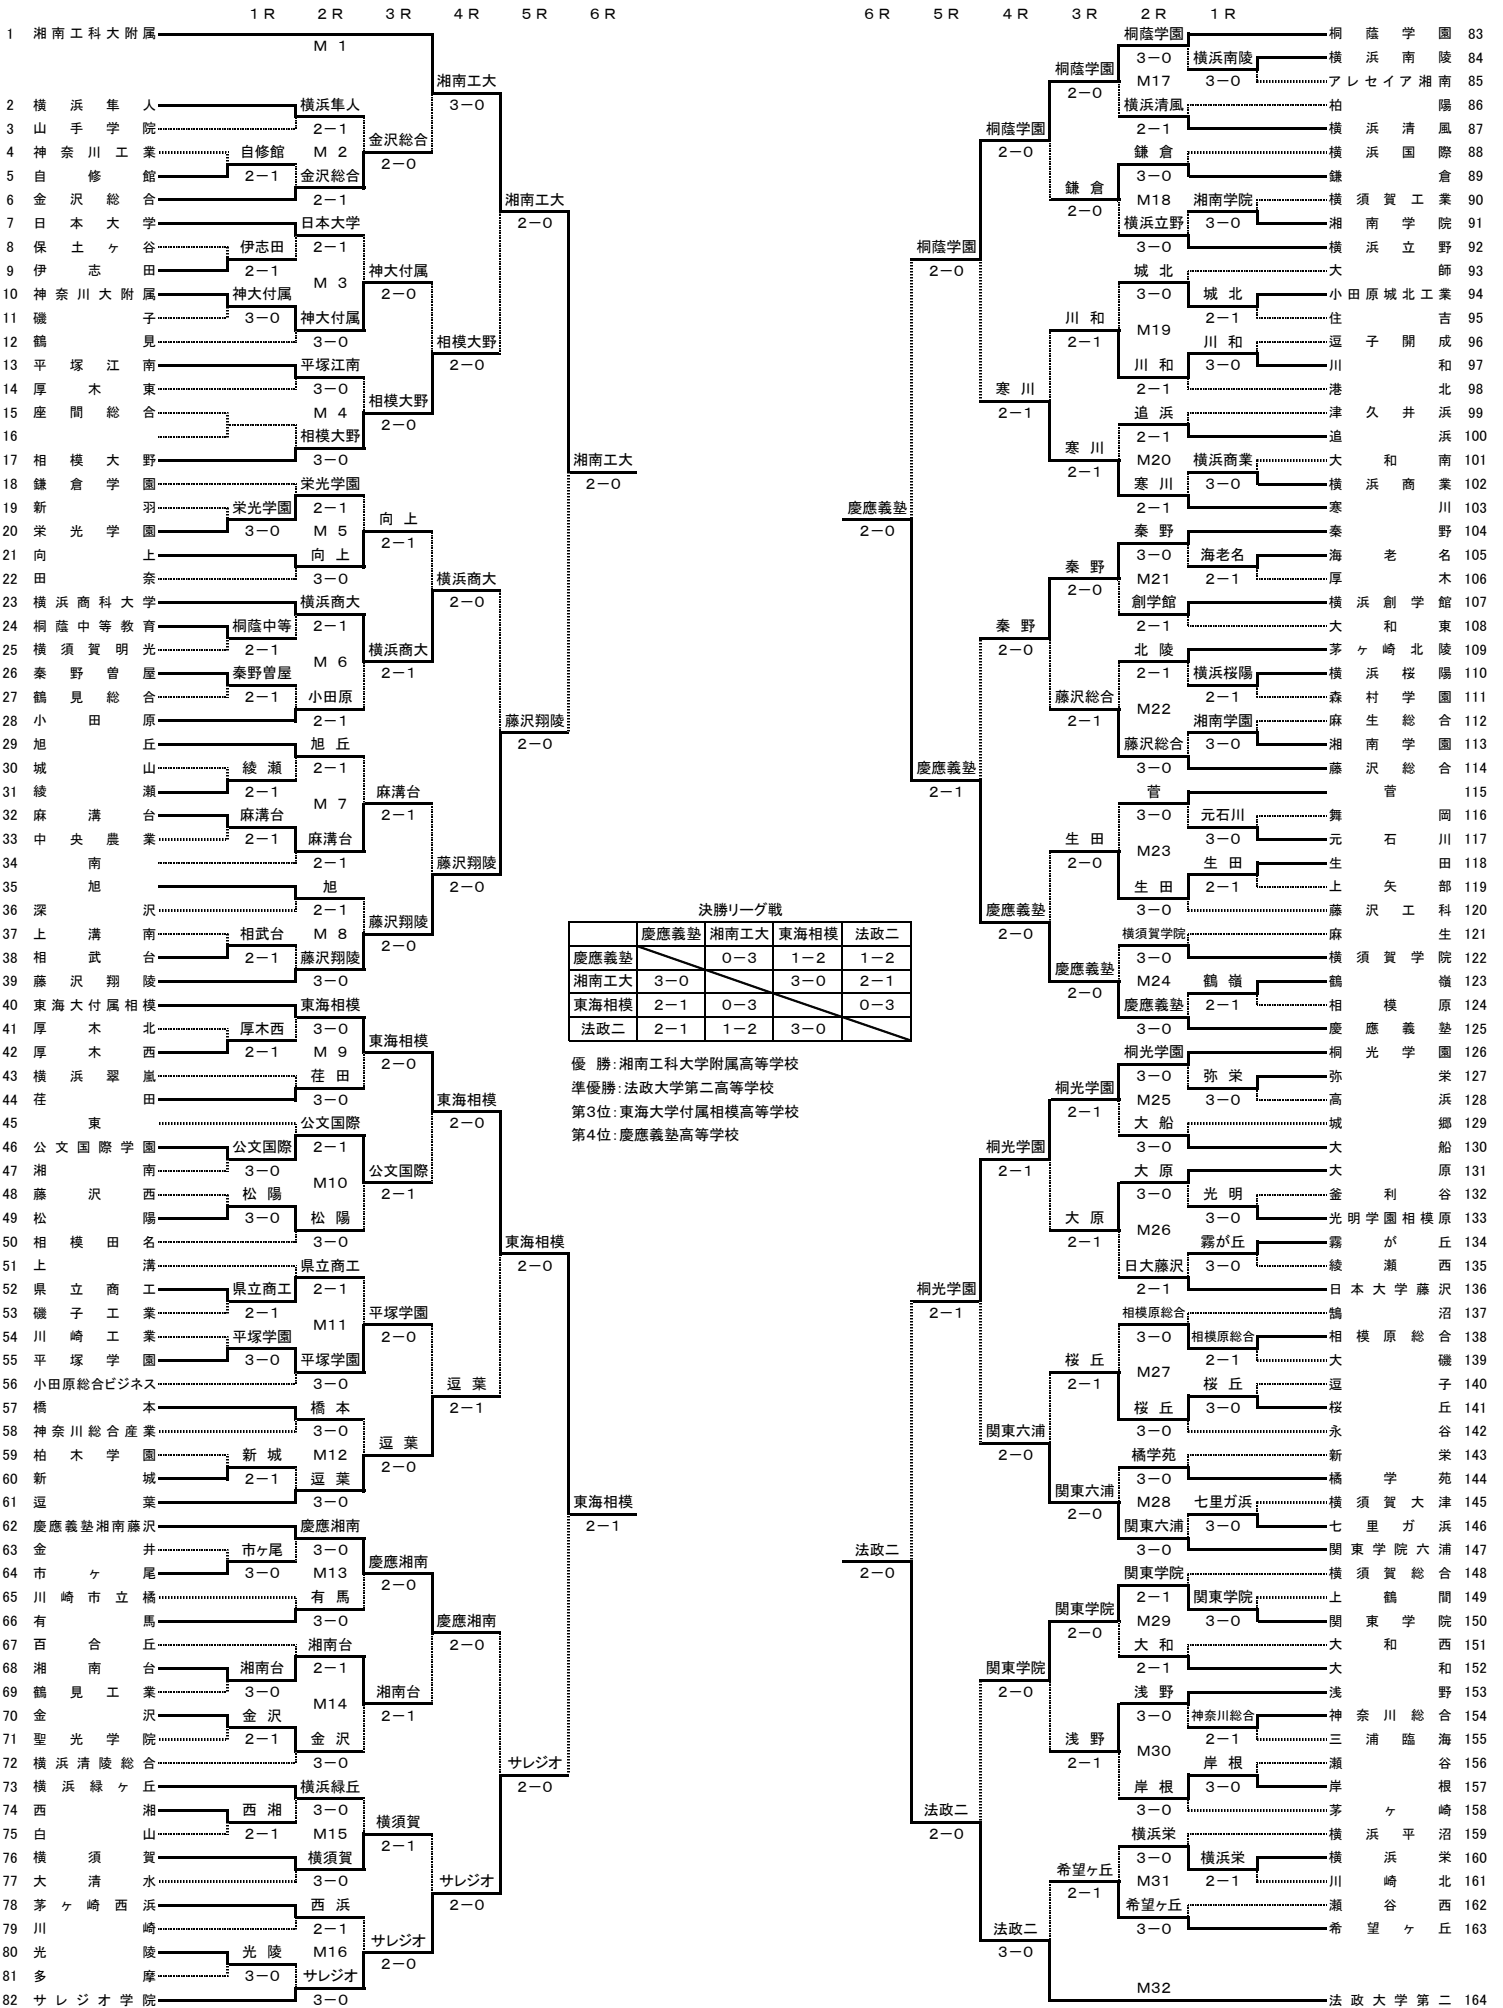 1R 2R 3R 4R 5R 6R
1 湘南工科大附属
2 横浜隼人
3 山手学院
4 神奈川工業
5 自修館
6 金沢総合
7 日本大学
8 保土ヶ谷
9 伊志田
10 神奈川大附属
11 磯子
12 鶴見
13 平塚江南
14 厚木東
15 座間総合
16
17 相模大野
18 鎌倉学園
19 新羽
20 栄光学園
21 向上
22 田奈
23 横浜商科大学
24 桐蔭中等教育
25 横須賀明光
26 秦野曽屋
27 鶴見総合
28 小田原
29 旭丘
30 城山
31 綾瀬
32 麻溝台
33 中央農業
34 南
35 旭
36 深沢
37 上溝南
38 相武台
39 藤沢翔陵
40 東海大付属相模
41 厚木北
42 厚木西
43 横浜翠嵐
44 荏田
45 東
46 公文国際学園
47 湘南
48 藤沢西
49 松陽
50 相模田名
51 上溝
52 県立商工
53 磯子工業
54 川崎工業
55 平塚学園
56 小田原総合ビジネス
57 橋本
58 神奈川総合産業
59 柏木学園
60 新城
61 逗葉
62 慶應義塾湘南藤沢
63 金井
64 市ヶ尾
65 川崎市立橘
66 有馬
67 百合丘
68 湘南台
69 鶴見工業
70 金沢
71 聖光学院
72 横浜清陵総合
73 横浜緑ヶ丘
74 西湘
75 白山
76 横須賀
77 大清水
78 茅ヶ崎西浜
79 川崎
80 光陵
81 多摩
82 サレジオ学院
自修館
2-1
伊志田
2-1
神大付属
3-0
栄光学園
3-0
桐蔭中等
2-1
秦野曽屋
2-1
綾瀬
2-1
麻溝台
2-1
相武台
2-1
厚木西
2-1
公文国際
3-0
松陽
3-0
県立商工
2-1
平塚学園
3-0
新城
2-1
市ヶ尾
3-0
湘南台
3-0
金沢
2-1
西湘
2-1
光陵
3-0
M 1
横浜隼人
2-1
M 2
金沢総合
2-1
日本大学
2-1
M 3
神大付属
3-0
平塚江南
3-0
M 4
相模大野
3-0
栄光学園
2-1
M 5
向上
3-0
横浜商大
2-1
M 6
小田原
2-1
旭丘
2-1
M 7
麻溝台
2-1
旭
2-1
M 8
藤沢翔陵
3-0
東海相模
3-0
M 9
荏田
3-0
公文国際
2-1
M10
松陽
3-0
県立商工
2-1
M11
平塚学園
3-0
橋本
3-0
M12
逗葉
3-0
慶應湘南
3-0
M13
有馬
3-0
湘南台
2-1
M14
金沢
3-0
横浜緑丘
3-0
M15
横須賀
3-0
西浜
2-1
M16
サレジオ
3-0
金沢総合
2-0
神大付属
2-0
相模大野
2-0
向上
2-1
横浜商大
2-1
麻溝台
2-1
藤沢翔陵
2-0
東海相模
2-0
公文国際
2-1
平塚学園
2-0
逗葉
2-0
慶應湘南
2-0
湘南台
2-1
横須賀
2-1
サレジオ
2-0
湘南工大
3-0
相模大野
2-0
横浜商大
2-0
藤沢翔陵
2-0
東海相模
2-0
逗葉
2-1
慶應湘南
2-0
サレジオ
2-0
湘南工大
2-0
藤沢翔陵
2-0
東海相模
2-0
サレジオ
2-0
湘南工大
2-0
東海相模
2-1
決勝リーグ戦
慶應義塾 湘南工大 東海相模 法政二
慶應義塾 0-3 1-2 1-2
湘南工大 3-0 3-0 2-1
東海相模 2-1 0-3 0-3
法政二 2-1 1-2 3-0
優 勝:湘南工科大学附属高等学校
準優勝:法政大学第二高等学校
第3位:東海大学付属相模高等学校
第4位:慶應義塾高等学校
6R 5R 4R 3R 2R 1R
慶應義塾
2-0
法政二
2-0
桐蔭学園
2-0
慶應義塾
2-1
桐光学園
2-1
法政二
2-0
桐蔭学園
2-0
寒川
2-1
秦野
2-0
慶應義塾
2-0
桐光学園
2-1
関東六浦
2-0
関東学院
2-0
法政二
3-0
桐蔭学園
2-0
鎌倉
2-0
川和
2-1
寒川
2-1
秦野
2-0
藤沢総合
2-1
生田
2-0
慶應義塾
2-0
桐光学園
2-1
大原
2-1
桜丘
2-1
関東六浦
2-0
関東学院
2-0
浅野
2-1
希望ヶ丘
2-1
桐蔭学園
3-0
M17
横浜清風
2-1
鎌倉
3-0
M18
横浜立野
3-0
城北
3-0
M19
川和
2-1
追浜
2-1
M20
寒川
2-1
秦野
3-0
M21
創学館
2-1
北陵
2-1
M22
藤沢総合
3-0
菅
3-0
M23
生田
3-0
横須賀学院
3-0
M24
慶應義塾
3-0
桐光学園
3-0
M25
大船
3-0
大原
3-0
M26
日大藤沢
2-1
相模原総合
3-0
M27
桜丘
3-0
橘学苑
3-0
M28
関東六浦
3-0
関東学院
2-1
M29
大和
2-1
浅野
3-0
M30
岸根
3-0
横浜栄
3-0
M31
希望ヶ丘
3-0
M32
横浜南陵
3-0
湘南学院
3-0
城北
2-1
川和
3-0
横浜商業
3-0
海老名
2-1
横浜桜陽
2-1
湘南学園
3-0
元石川
3-0
生田
2-1
鶴嶺
2-1
弥栄
3-0
光明
3-0
霧が丘
3-0
相模原総合
2-1
桜丘
3-0
七里ガ浜
3-0
関東学院
3-0
神奈川総合
2-1
岸根
3-0
横浜栄
2-1
桐蔭学園 83
横浜南陵 84
アレセイア湘南 85
柏陽 86
横浜清風 87
横浜国際 88
鎌倉 89
横須賀工業 90
湘南学院 91
横浜立野 92
大師 93
小田原城北工業 94
住吉 95
逗子開成 96
川和 97
港北 98
津久井浜 99
追浜 100
大和南 101
横浜商業 102
寒川 103
秦野 104
海老名 105
厚木 106
横浜創学館 107
大和東 108
茅ヶ崎北陵 109
横浜桜陽 110
森村学園 111
麻生総合 112
湘南学園 113
藤沢総合 114
菅 115
舞岡 116
元石川 117
生田 118
上矢部 119
藤沢工科 120
麻生 121
横須賀学院 122
鶴嶺 123
相模原 124
慶應義塾 125
桐光学園 126
弥栄 127
高浜 128
城郷 129
大船 130
大原 131
釜利谷 132
光明学園相模原 133
霧が丘 134
綾瀬西 135
日本大学藤沢 136
鵠沼 137
相模原総合 138
大磯 139
逗子 140
桜丘 141
永谷 142
新栄 143
橘学苑 144
横須賀大津 145
七里ガ浜 146
関東学院六浦 147
横須賀総合 148
上鶴間 149
関東学院 150
大和西 151
大和 152
浅野 153
神奈川総合 154
三浦臨海 155
瀬谷 156
岸根 157
茅ヶ崎 158
横浜平沼 159
横浜栄 160
川崎北 161
瀬谷西 162
希望ヶ丘 163
法政大学第二 164